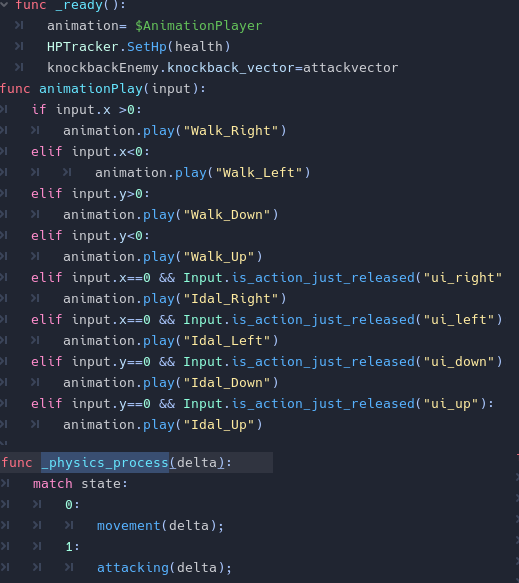 func _ready():
animation= $AnimationPlayer
HPTracker.SetHp(health)
knockbackEnemy.knockback_vector=attackvector
func animationPlay(input):
if input.x >0:
animation.play("Walk_Right")
elif input.x<0:
animation.play("Walk_Left")
elif input.y>0:
animation.play("Walk_Down")
elif input.y<0:
animation.play("Walk_Up")
elif input.x==0 && Input.is_action_just_released("ui_right"
animation.play("Idal_Right")
elif input.x==0 && Input.is_action_just_released("ui_left")
animation.play("Idal_Left")
elif input.y==0 && Input.is_action_just_released("ui_down")
animation.play("Idal_Down")
elif input.y==0 && Input.is_action_just_released("ui_up"):
animation.play("Idal_Up")
func _physics_process(delta):
match state:
0:
movement(delta);
1:
attacking(delta);